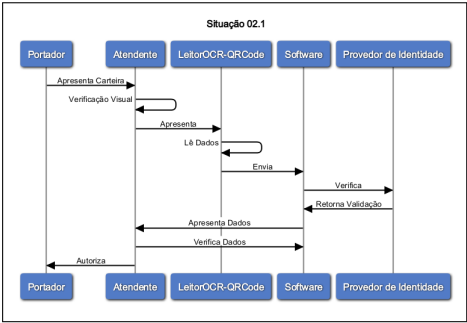 Situação 02.1
Portador Atendente LeitorOCR-QRCode Software Provedor de Identidade
Apresenta Carteira
Verificação Visual
Apresenta
Lê Dados
Envia
Verifica
Retorna Validação
Apresenta Dados
Verifica Dados
Autoriza
Portador Atendente LeitorOCR-QRCode Software Provedor de Identidade